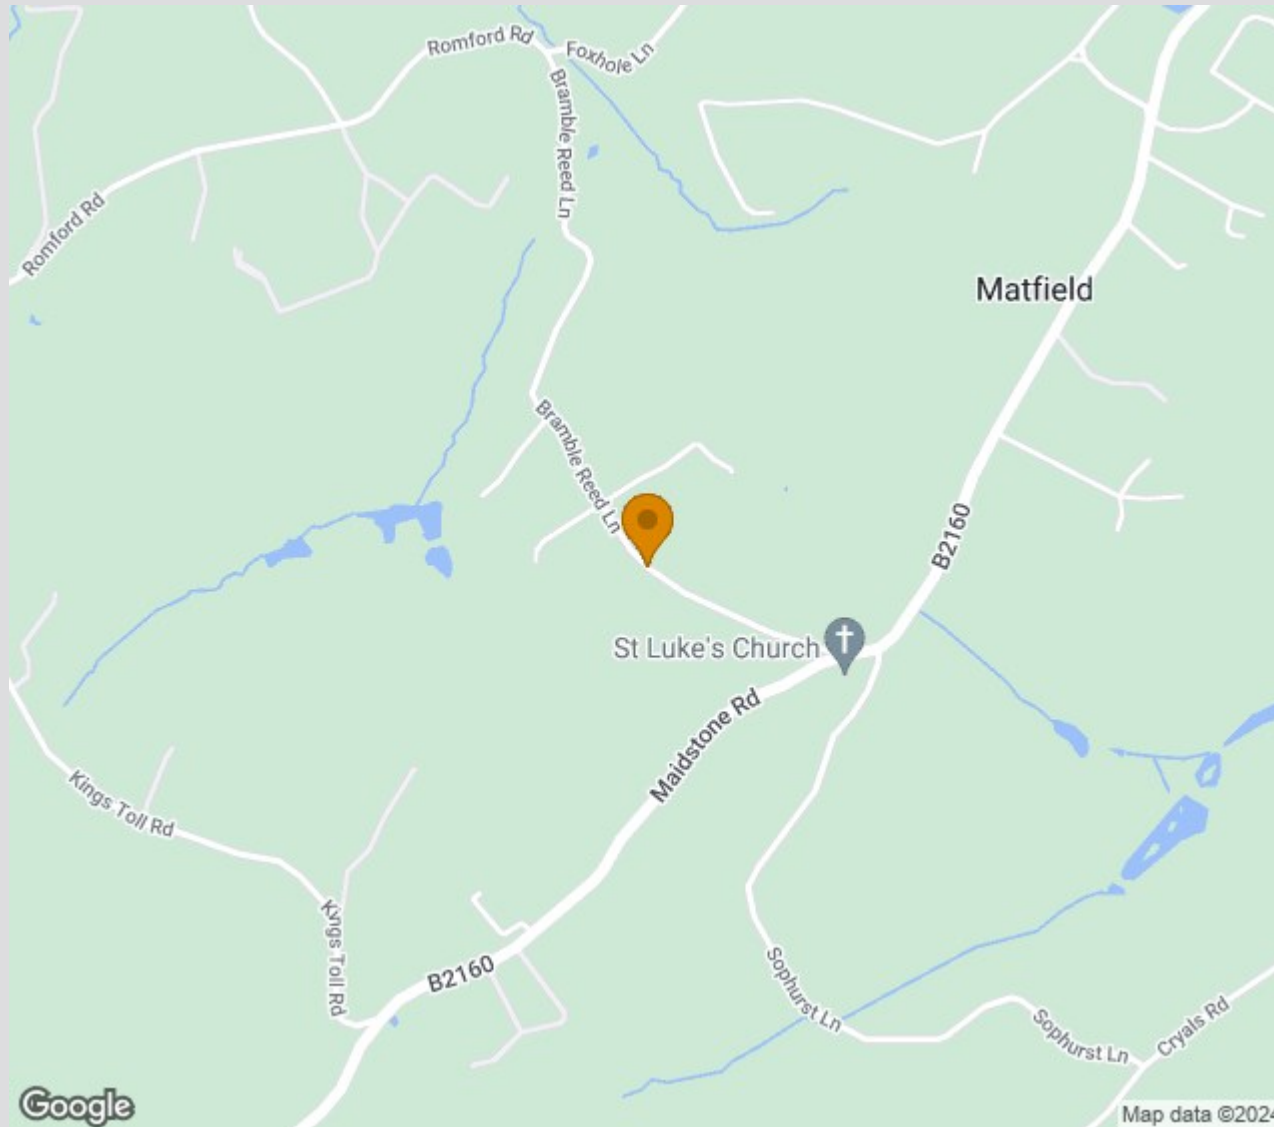 Romford Rd
Foxhole Ln
Bramble Reed Ln
Romford Rd
Matfield
Bramble Reed Ln
B2160
St Luke's Church
Maidstone Rd
Kings Toll Rd
Kings Toll Rd
B2160
Sophurst Ln
Sophurst Ln
Cryals Rd
Google
Map data ©2024